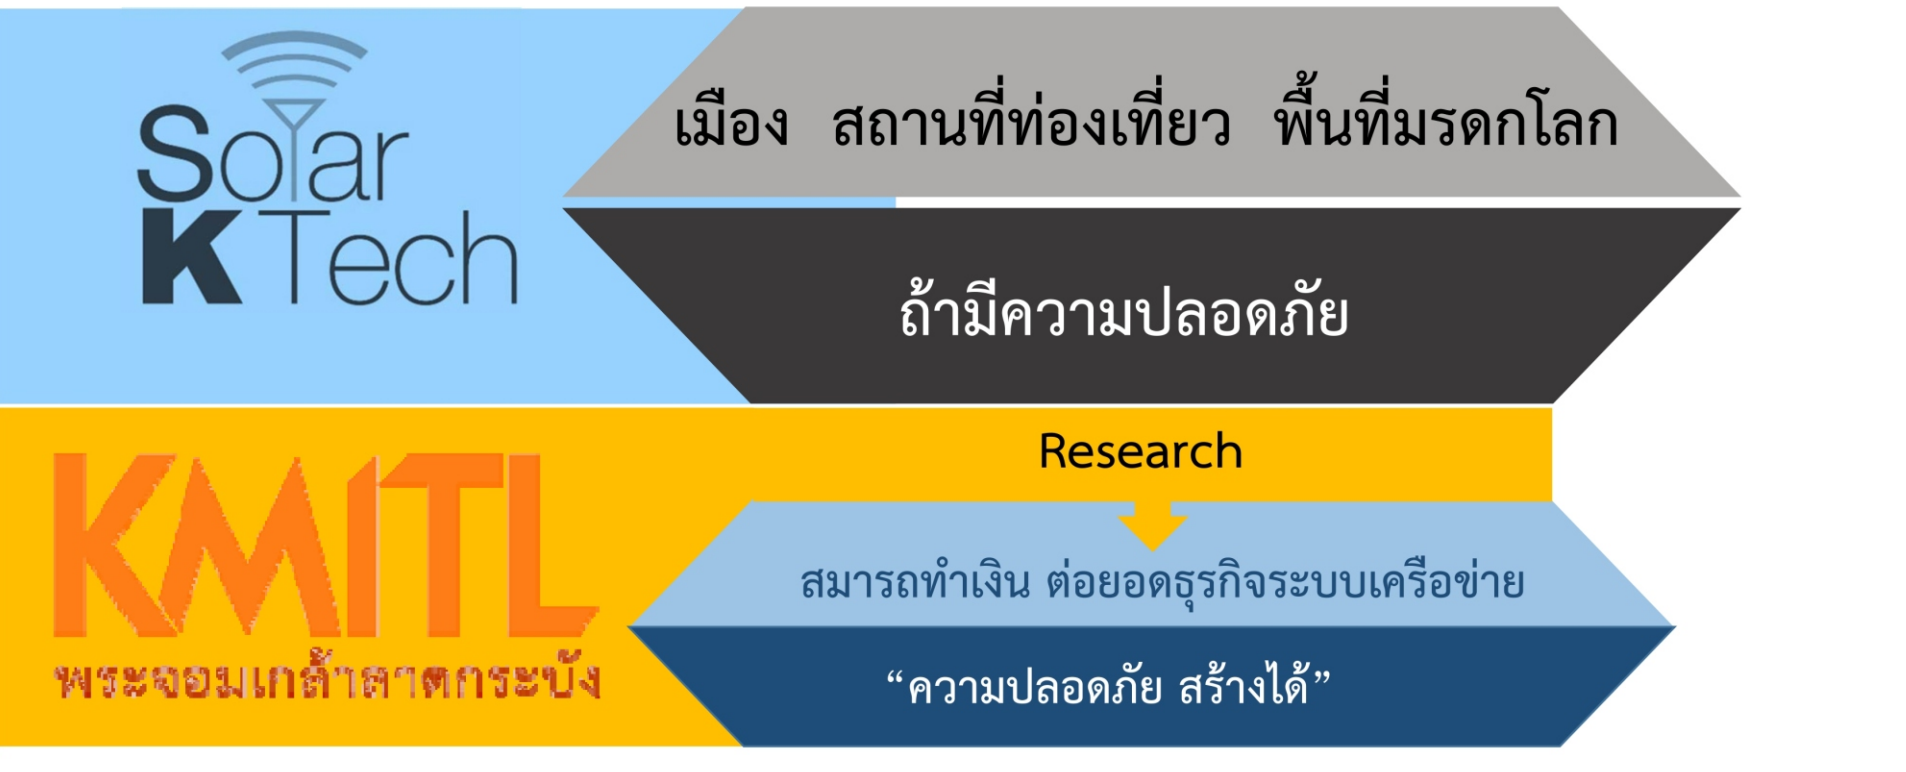 Solar
KTech
เมือง สถานที่ท่องเที่ยว พื้นที่มรดกโลก
ถ้ามีความปลอดภัย
KMITL
พระจอมเกล้าลาดกระบัง
Research
สมารถทำเงิน ต่อยอดธุรกิจระบบเครือข่าย
“ความปลอดภัย สร้างได้”